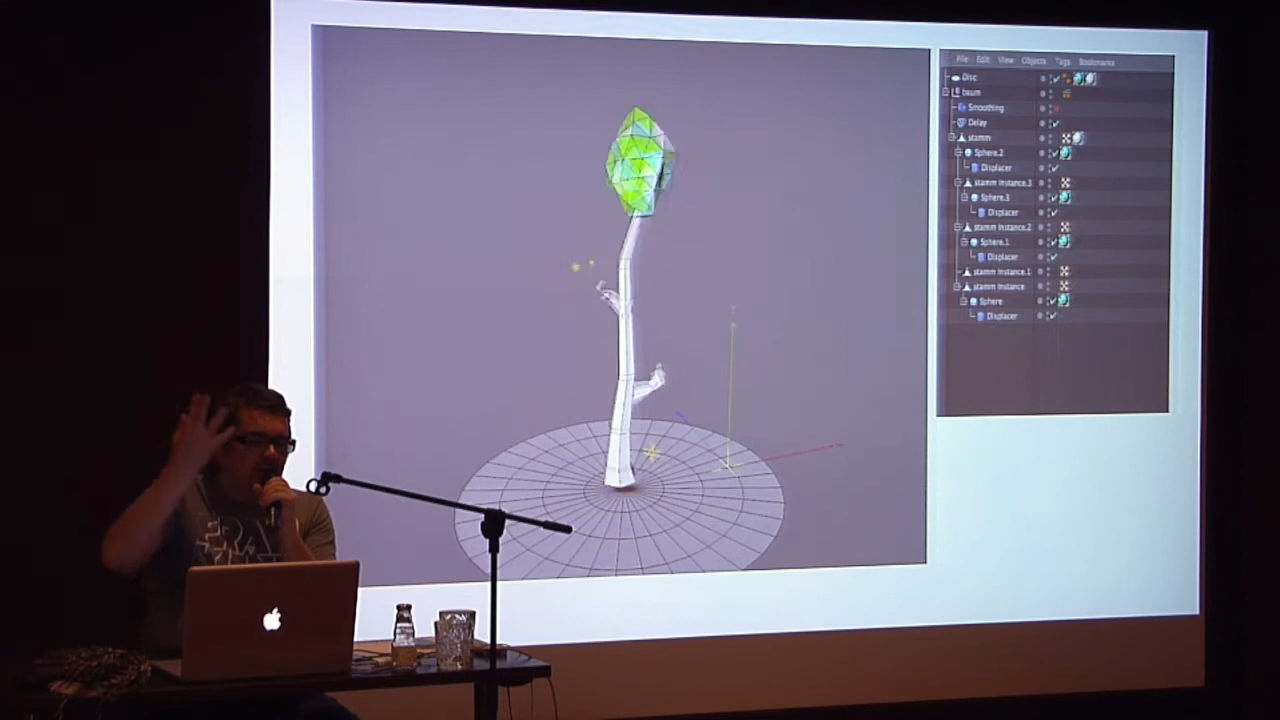 File Edit View Objects Tags Bookmarks
Disc
baum
Smoothing
Delay
stamm
Sphere.2
Displacer
stamm Instance.3
Sphere.3
Displacer
stamm Instance.2
Sphere.1
Displacer
stamm Instance.1
stamm Instance
Sphere
Displacer